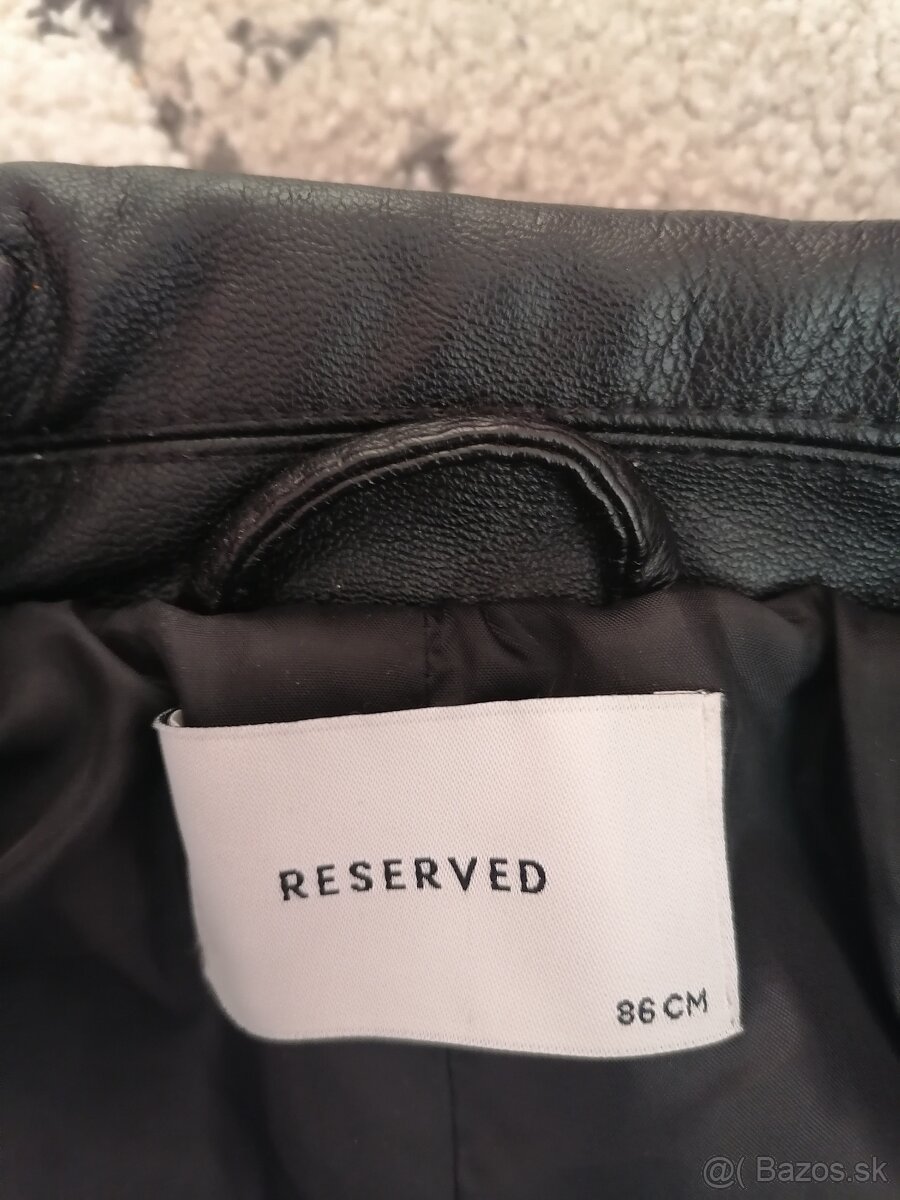 RESERVED
86 CM
@( Bazos.sk